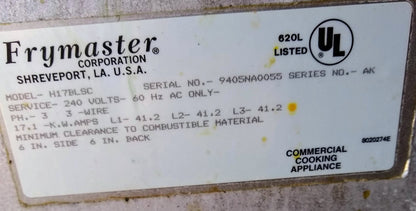 Frymaster®
CORPORATION
SHREVEPORT, LA. U.S.A.
620L
LISTED
UL
®
MODEL- H17BLSC SERIAL NO.- 9405NA0055 SERIES NO.- AK
SERVICE- 240 VOLTS- 60 Hz AC ONLY-
PH.- 3 3 -WIRE
17.1 -K.W.AMPS L1- 41.2 L2- 41.2 L3- 41.2
MINIMUM CLEARANCE TO COMBUSTIBLE MATERIAL
6 IN. SIDE 6 IN. BACK
8020274E
COMMERCIAL
COOKING
APPLIANCE